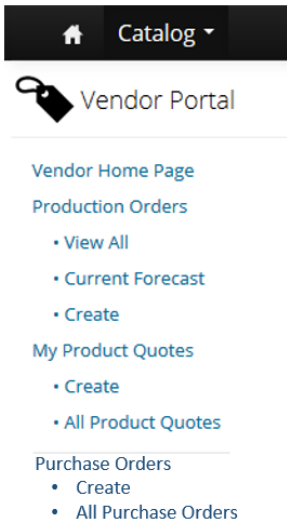 Catalog
Vendor Portal
Vendor Home Page
Production Orders
• View All
• Current Forecast
• Create
My Product Quotes
• Create
• All Product Quotes
Purchase Orders
• Create
• All Purchase Orders